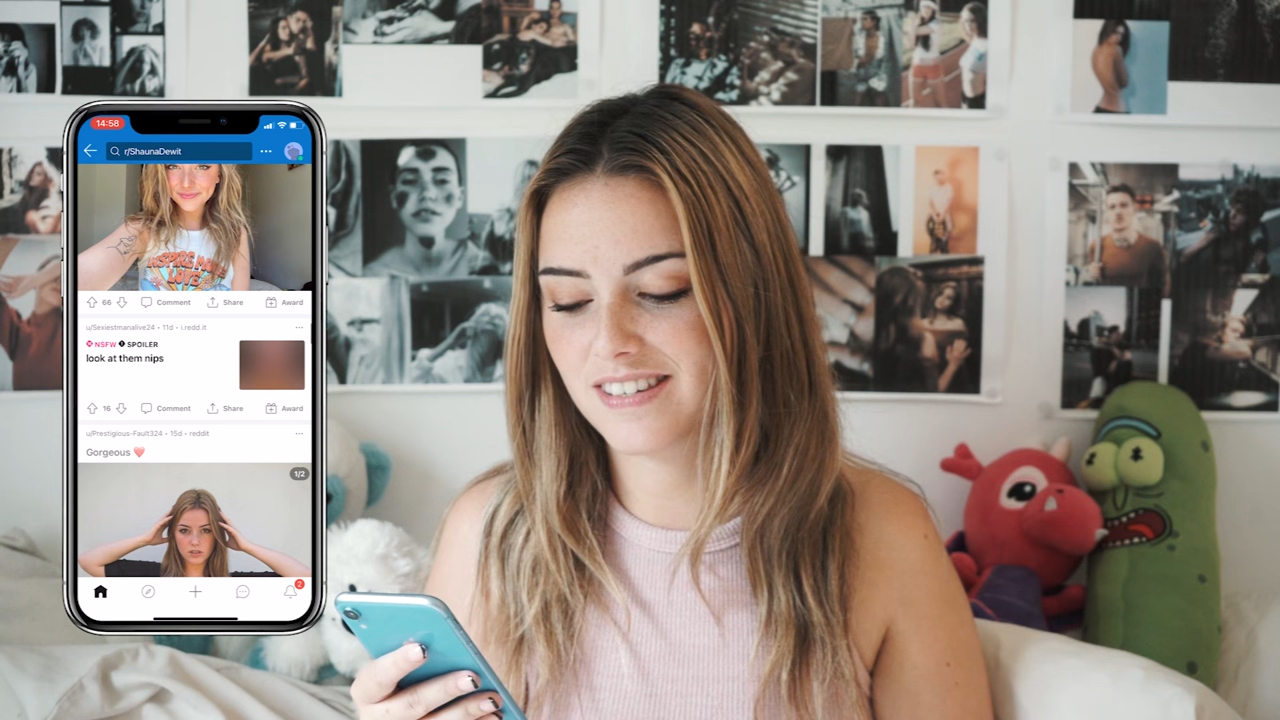 14:58
r/ShaunaDewit
LOVE
66 Comment Share Award
u/Sexiestmanalive24 • 11d • i.redd.it
NSFW SPOILER
look at them nips
16 Comment Share Award
u/Prestigious-Fault324 • 15d • reddit
Gorgeous ❤️
1/2
2